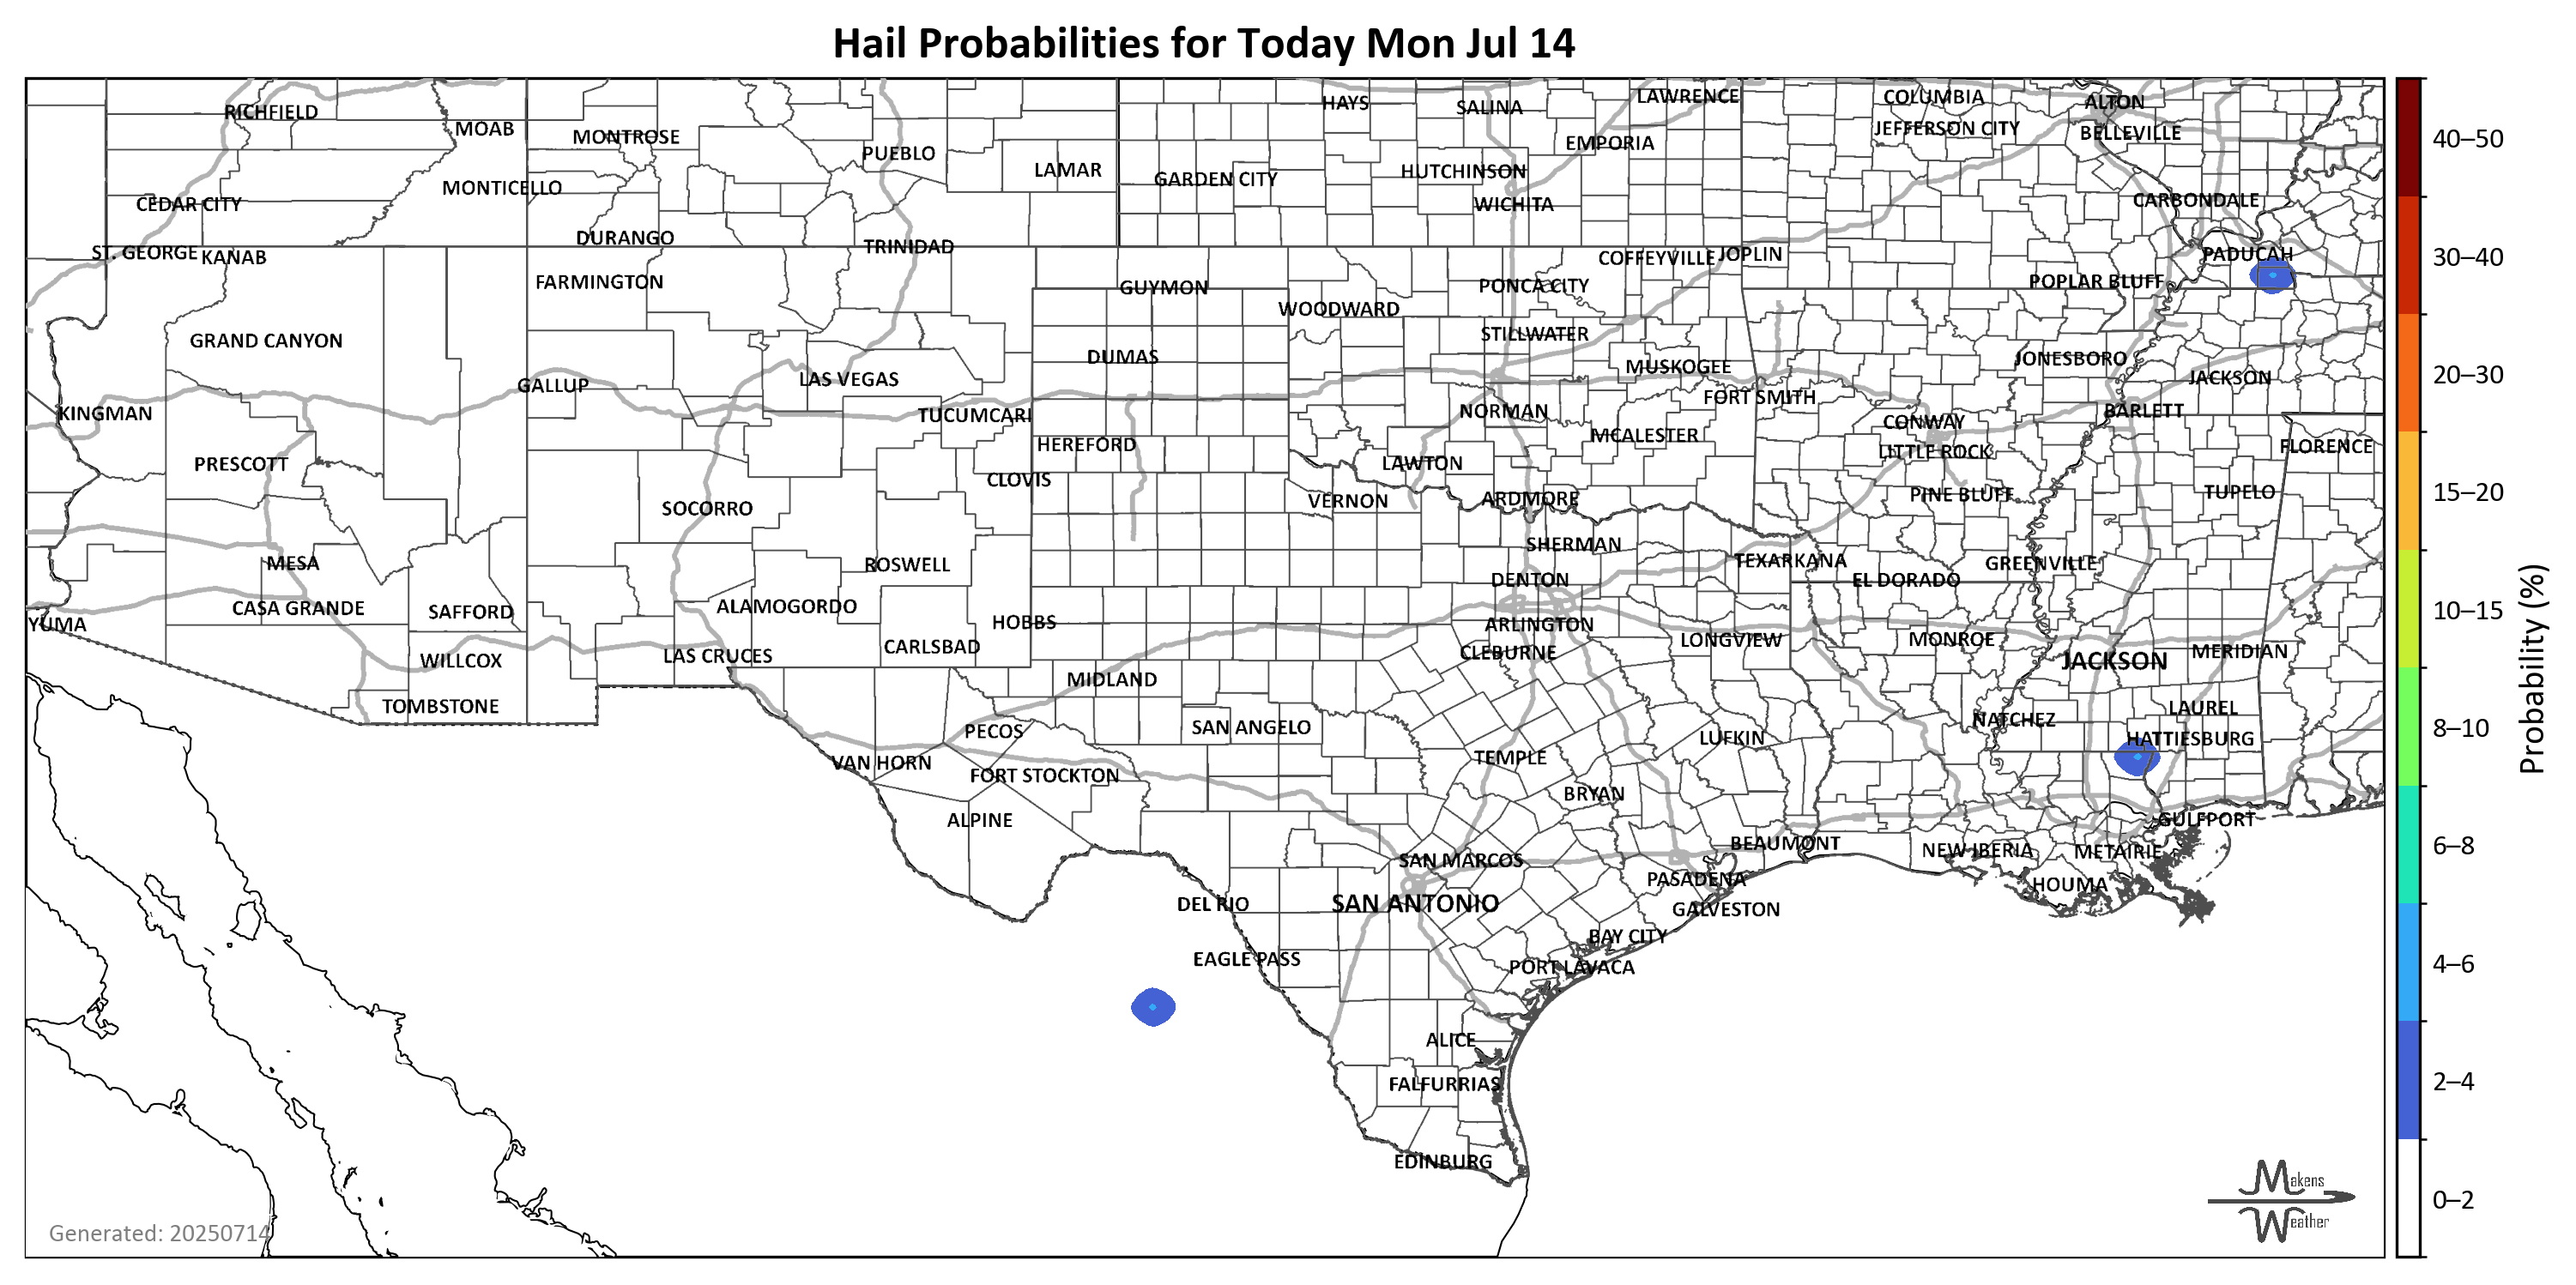 Hail Probabilities for Today Mon Jul 14
RICHFIELD
MOAB
MONTROSE
PUEBLO
LAMAR
HAYS
SALINA
LAWRENCE
COLUMBIA
ALTON
JEFFERSON CITY
BELLEVILLE
EMPORIA
GARDEN CITY
HUTCHINSON
MONTICELLO
CEDAR CITY
WICHITA
CARBONDALE
DURANGO
TRINIDAD
ST. GEORGE
KANAB
COFFEYVILLE
JOPLIN
PADUCAH
FARMINGTON
GUYMON
PONCA CITY
POPLAR BLUFF
WOODWARD
GRAND CANYON
STILLWATER
DUMAS
JONESBORO
MUSKOGEE
JACKSON
GALLUP
LAS VEGAS
FORT SMITH
KINGMAN
TUCUMCARI
NORMAN
BARLETT
CONWAY
HEREFORD
MCALESTER
FLORENCE
LITTLE ROCK
PRESCOTT
LAWTON
CLOVIS
VERNON
ARDMORE
PINE BLUFF
TUPELO
SOCORRO
SHERMAN
MESA
ROSWELL
TEXARKANA
GREENVILLE
DENTON
EL DORADO
CASA GRANDE
SAFFORD
ALAMOGORDO
HOBBS
ARLINGTON
YUMA
CARLSBAD
CLEBURNE
LONGVIEW
MONROE
MERIDIAN
WILLCOX
LAS CRUCES
JACKSON
MIDLAND
TOMBSTONE
LAUREL
SAN ANGELO
NATCHEZ
PECOS
LUFKIN
HATTIESBURG
VAN HORN
FORT STOCKTON
TEMPLE
BRYAN
ALPINE
GULFPORT
BEAUMONT
NEW IBERIA
METAIRIE
SAN MARCOS
PASADENA
HOUMA
DEL RIO
SAN ANTONIO
GALVESTON
BAY CITY
EAGLE PASS
PORT LAVACA
ALICE
FALFURRIAS
EDINBURG
Generated: 20250714
Makens
Weather
40–50
30–40
20–30
15–20
10–15
8–10
6–8
4–6
2–4
0–2
Probability (%)